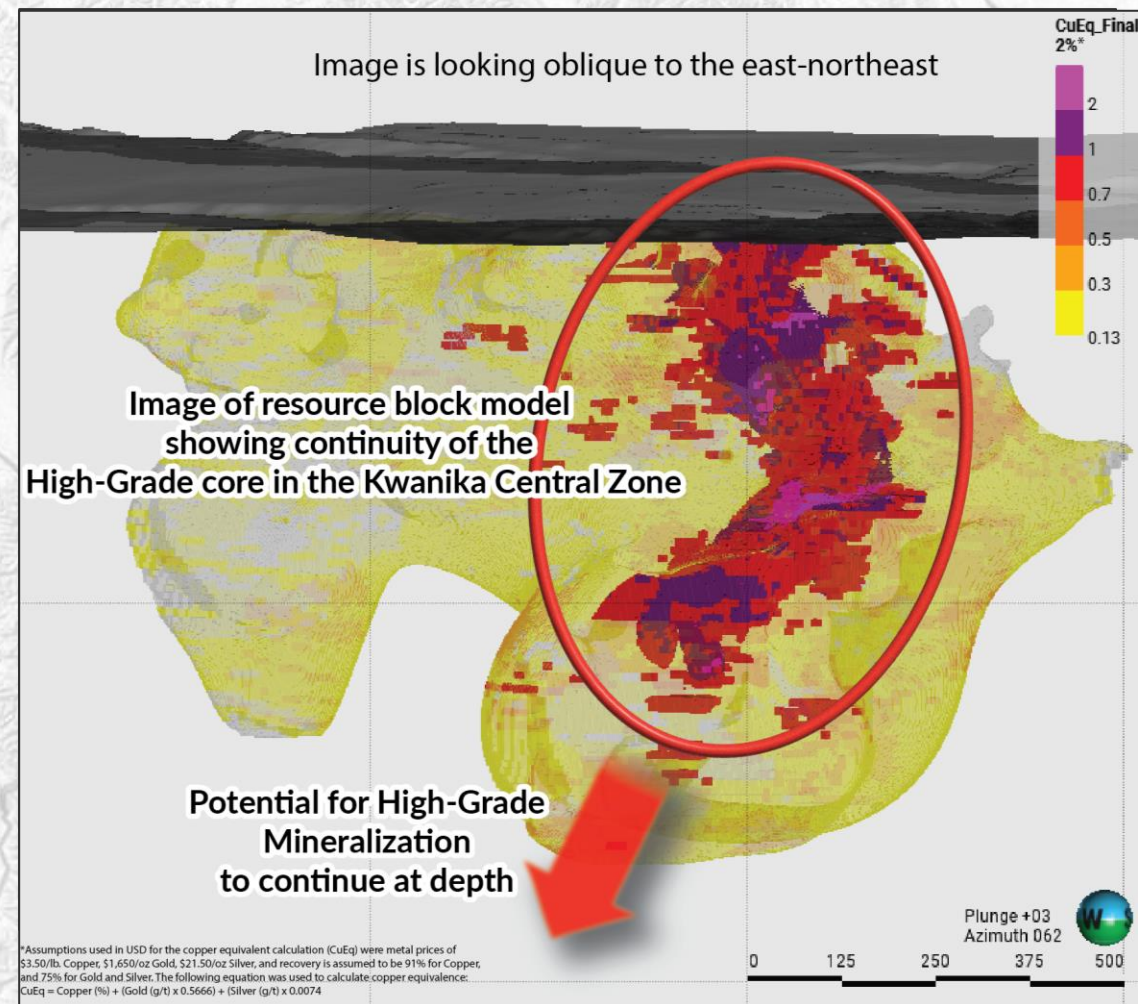 CuEq_Final
2%*
Image is looking oblique to the east-northeast
2
1
0.7
0.5
0.3
0.13
Image of resource block model
showing continuity of the
High-Grade core in the Kwanika Central Zone
Potential for High-Grade
Mineralization
to continue at depth
Plunge +03
Azimuth 062
W
0 125 250 375 500
*Assumptions used in USD for the copper equivalent calculation (CuEq) were metal prices of
$3.50/lb. Copper, $1,650/oz Gold, $21.50/oz Silver, and recovery is assumed to be 91% for Copper,
and 75% for Gold and Silver. The following equation was used to calculate copper equivalence:
CuEq = Copper (%) + (Gold (g/t) x 0.5666) + (Silver (g/t) x 0.0074